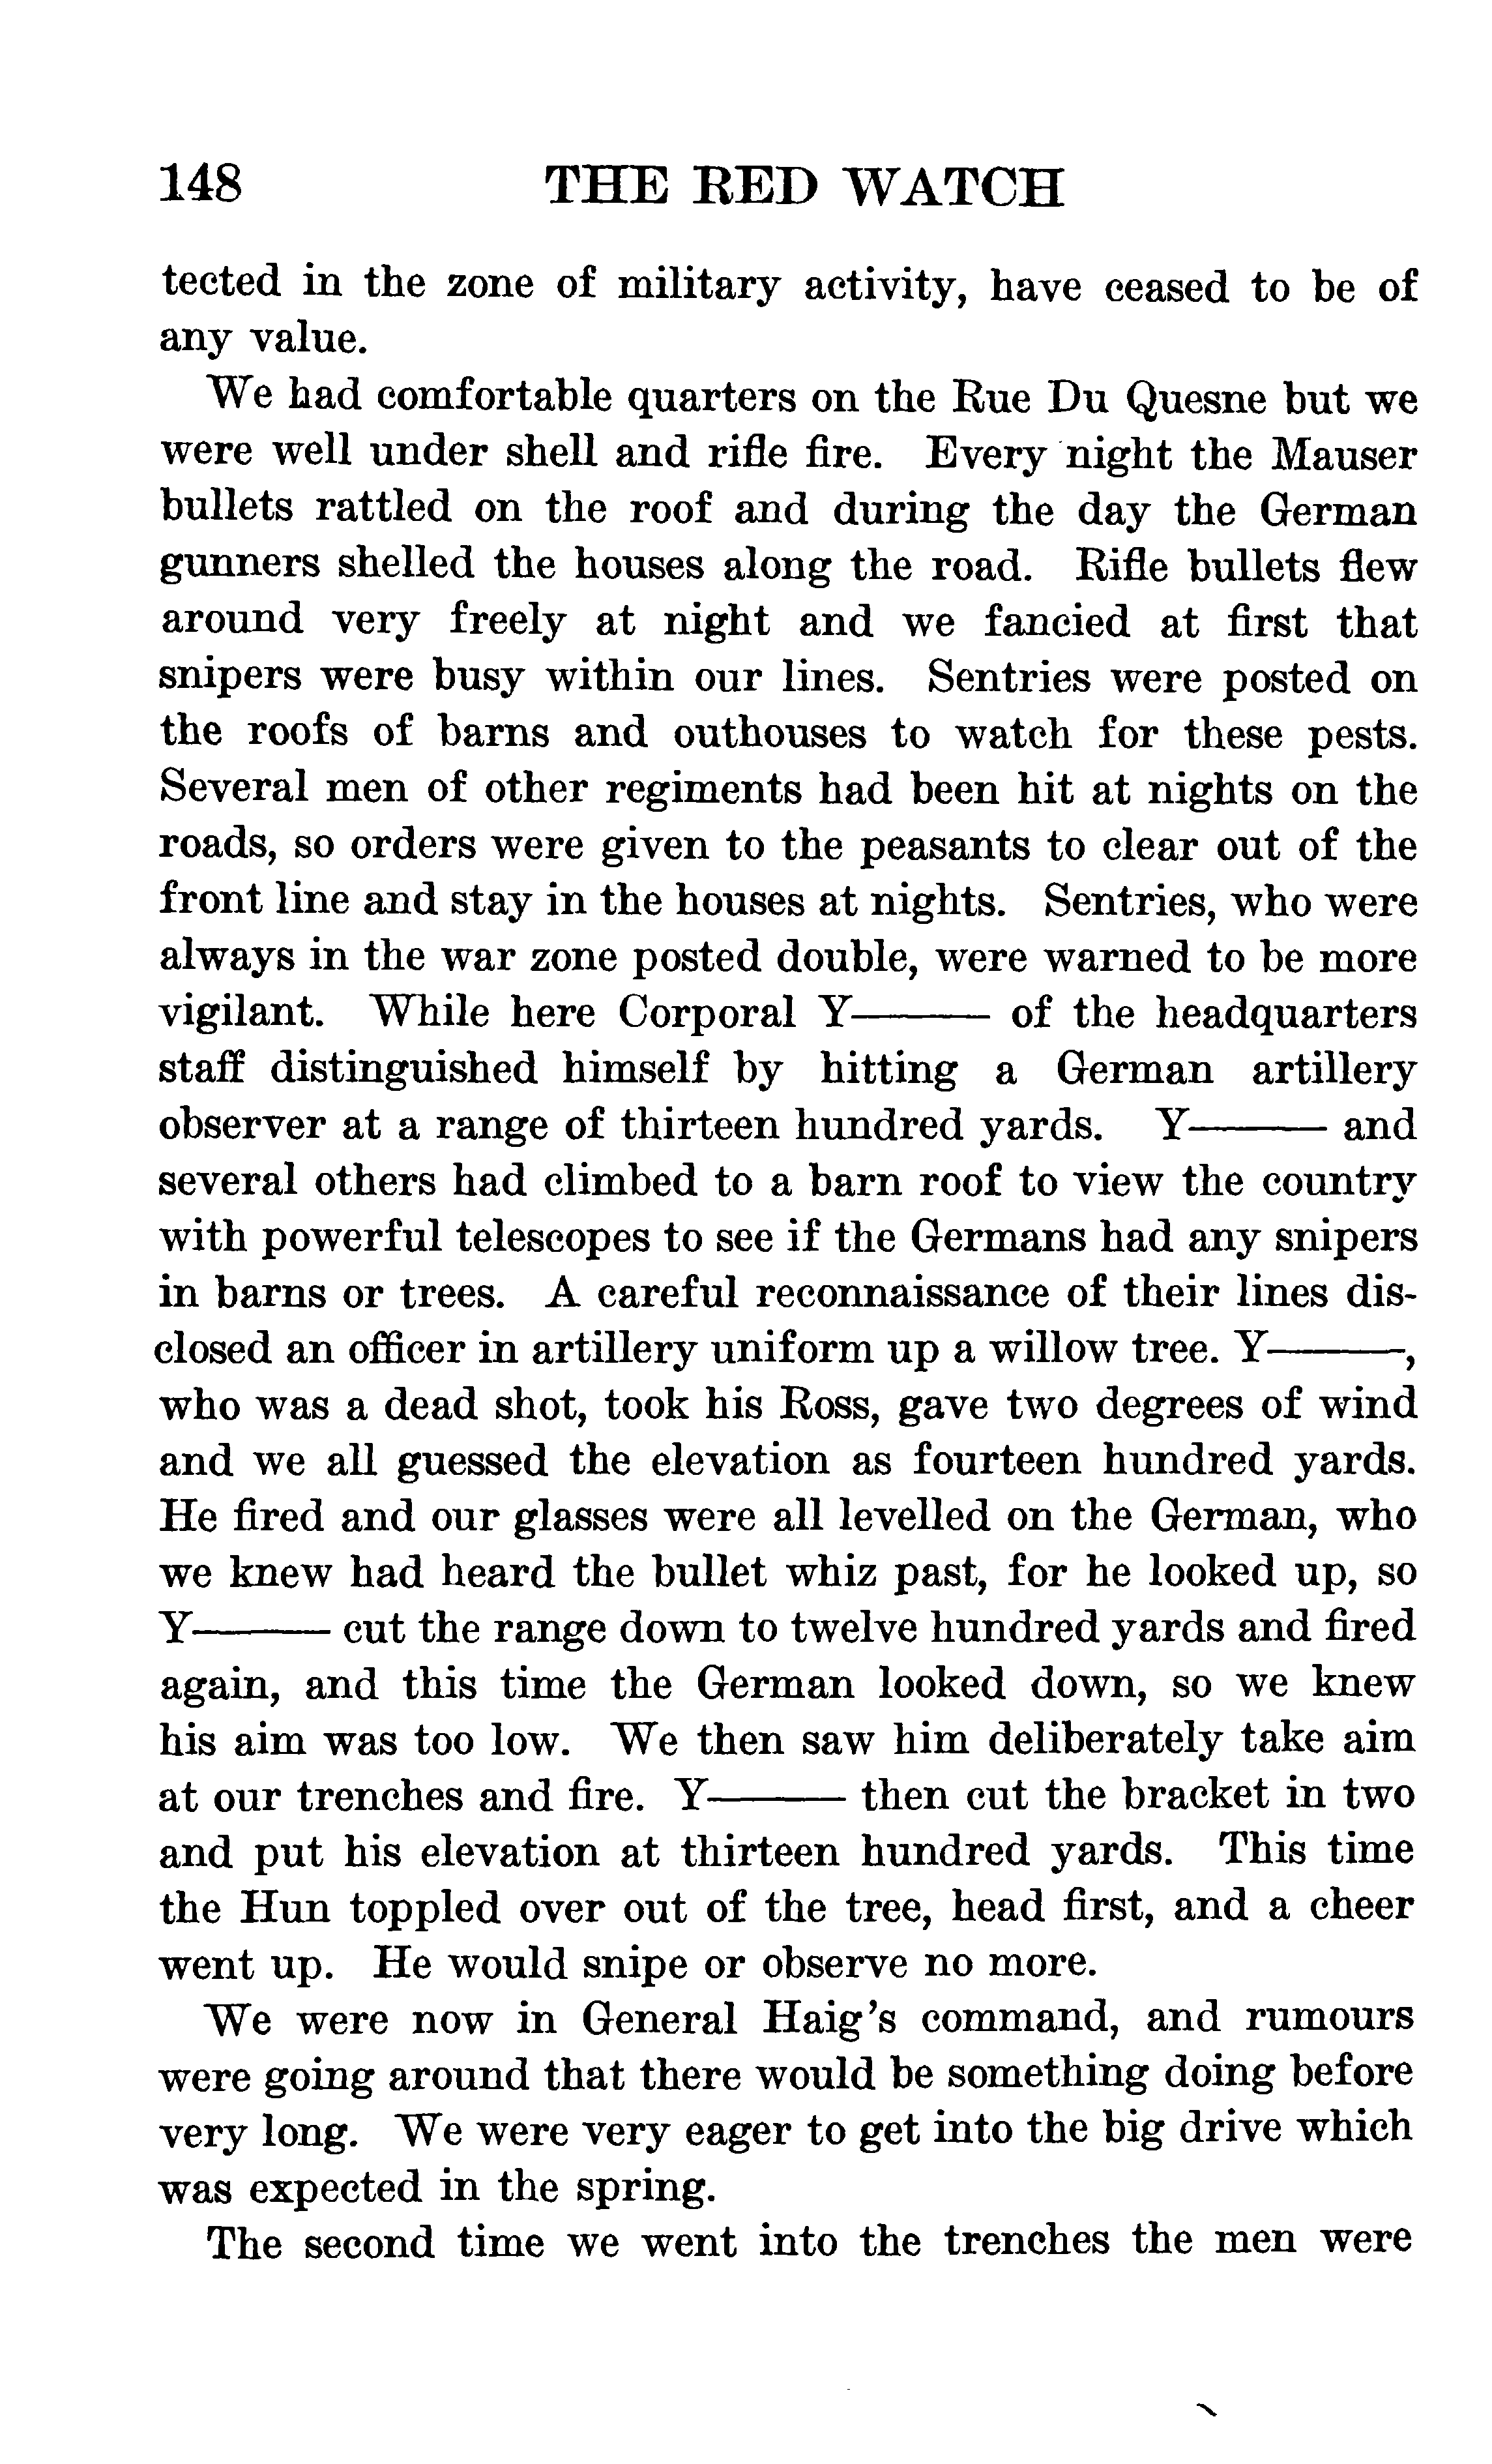 148 THE RED WATCH
tected in the zone of military activity, have ceased to be of
any value.
We had comfortable quarters on the Rue Du Quesne but we
were well under shell and rifle fire. Every night the Mauser
bullets rattled on the roof and during the day the German
gunners shelled the houses along the road. Rifle bullets flew
around very freely at night and we fancied at first that
snipers were busy within our lines. Sentries were posted on
the roofs of barns and outhouses to watch for these pests.
Several men of other regiments had been hit at nights on the
roads, so orders were given to the peasants to clear out of the
front line and stay in the houses at nights. Sentries, who were
always in the war zone posted double, were warned to be more
vigilant. While here Corporal Y——— of the headquarters
staff distinguished himself by hitting a German artillery
observer at a range of thirteen hundred yards. Y——— and
several others had climbed to a barn roof to view the country
with powerful telescopes to see if the Germans had any snipers
in barns or trees. A careful reconnaissance of their lines dis-
closed an officer in artillery uniform up a willow tree. Y———,
who was a dead shot, took his Ross, gave two degrees of wind
and we all guessed the elevation as fourteen hundred yards.
He fired and our glasses were all levelled on the German, who
we knew had heard the bullet whiz past, for he looked up, so
Y——— cut the range down to twelve hundred yards and fired
again, and this time the German looked down, so we knew
his aim was too low. We then saw him deliberately take aim
at our trenches and fire. Y——— then cut the bracket in two
and put his elevation at thirteen hundred yards. This time
the Hun toppled over out of the tree, head first, and a cheer
went up. He would snipe or observe no more.
We were now in General Haig's command, and rumours
were going around that there would be something doing before
very long. We were very eager to get into the big drive which
was expected in the spring.
The second time we went into the trenches the men were